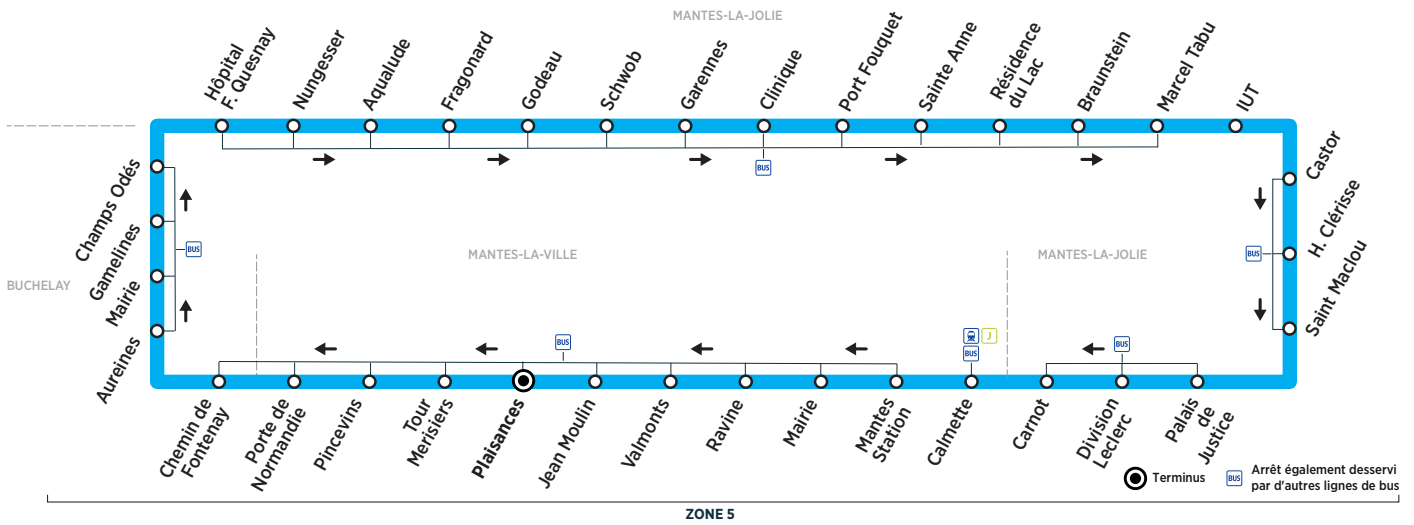 MANTES-LA-JOLIE
Hôpital
F. Quesnay
Nungesser
Aqualude
Fragonard
Godeau
Schwob
Garennes
Clinique
Port Fouquet
Sainte Anne
Résidence
du Lac
Braunstein
Marcel Tabu
IUT
BUS
Champs Odés
Gamelines
Mairie
Aureines
BUS
BUCHELAY
MANTES-LA-VILLE
MANTES-LA-JOLIE
Castor
H. Clérisse
Saint Maclou
BUS
BUS
J
BUS
BUS
Chemin de
Fontenay
Porte de
Normandie
Pincevins
Tour
Merisiers
Plaisances
Jean Moulin
Valmonts
Ravine
Mairie
Mantes
Station
Calmette
Carnot
Division
Leclerc
Palais
de
Justice
Terminus
BUS
Arrêt également desservi
par d'autres lignes de bus
ZONE 5